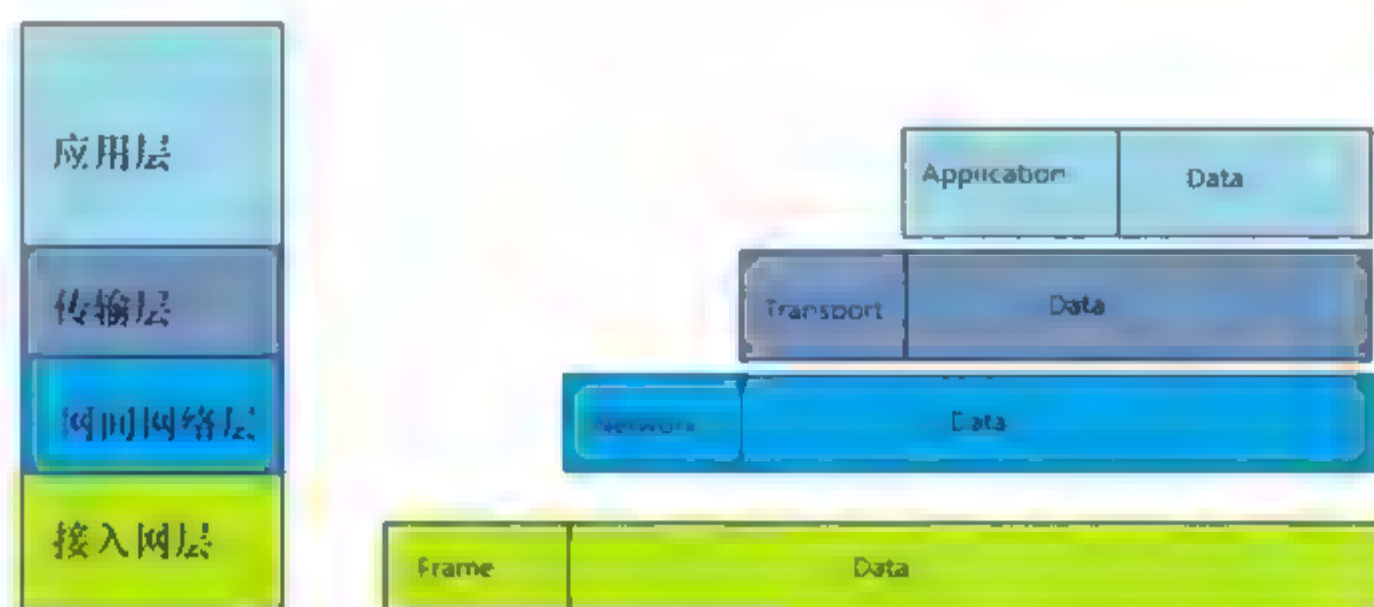 应用层
Application Data
传输层
Transport Data
网间网络层
Network Data
接入网层
Frame Data